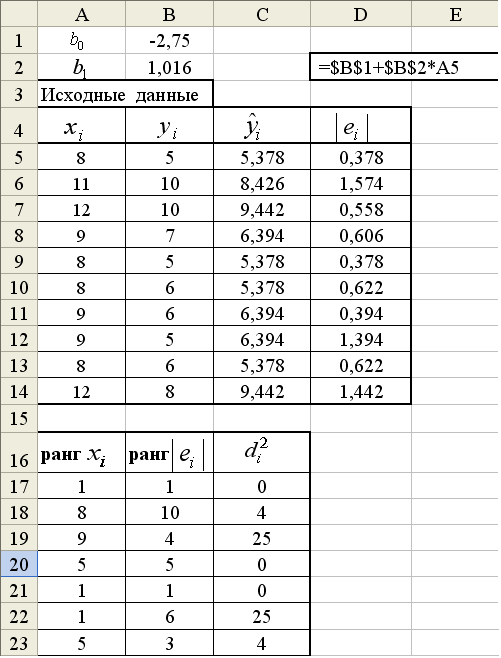 A B C D E
1 b₀ -2,75
2 b₁ 1,016 =$B$1+$B$2*A5
3 Исходные данные
4 xᵢ yᵢ ŷᵢ |eᵢ|
5 8 5 5,378 0,378
6 11 10 8,426 1,574
7 12 10 9,442 0,558
8 9 7 6,394 0,606
9 8 5 5,378 0,378
10 8 6 5,378 0,622
11 9 6 6,394 0,394
12 9 5 6,394 1,394
13 8 6 5,378 0,622
14 12 8 9,442 1,442
15
16 ранг xᵢ ранг |eᵢ| dᵢ²
17 1 1 0
18 8 10 4
19 9 4 25
20 5 5 0
21 1 1 0
22 1 6 25
23 5 3 4